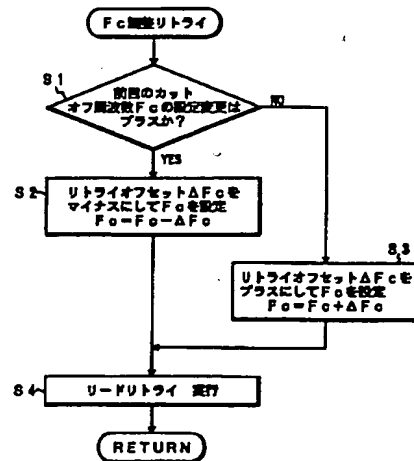 Fc調整リトライ
S1
前回のカット
オフ周波数Fcの設定変更は
プラスか?
NO
YES
S2
リトライオフセットΔFcを
マイナスにしてFcを設定
Fc=Fc-ΔFc
S3
リトライオフセットΔFcを
プラスにしてFcを設定
Fc=Fc+ΔFc
S4
リードリトライ 実行
RETURN